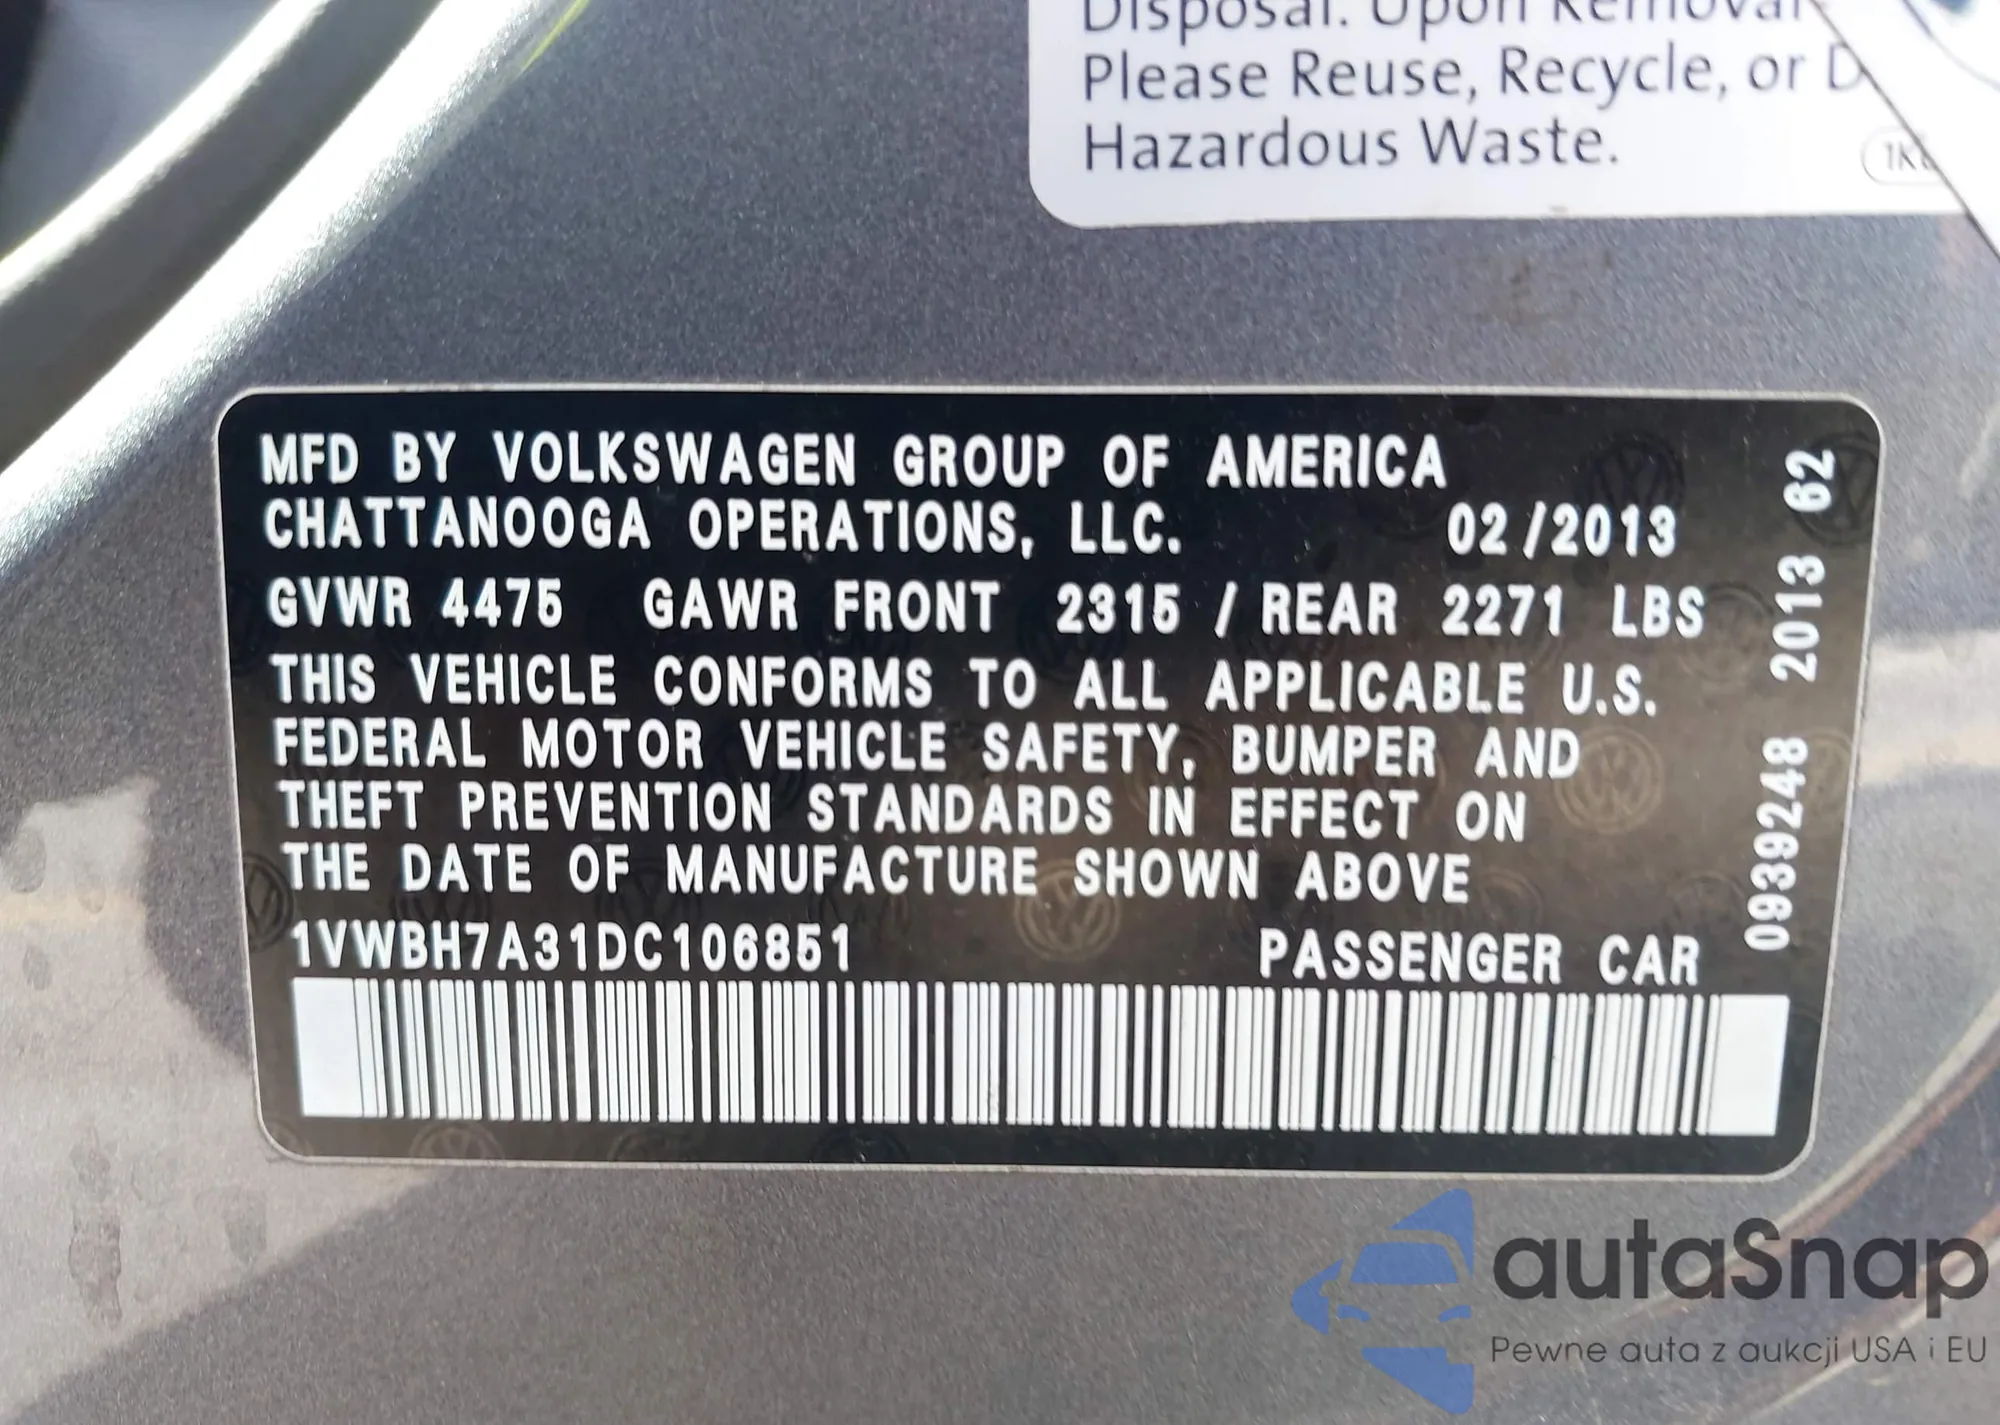 Disposal. Upon Removal
Please Reuse, Recycle, or D
Hazardous Waste.
MFD BY VOLKSWAGEN GROUP OF AMERICA
CHATTANOOGA OPERATIONS, LLC. 02/2013
GVWR 4475 GAWR FRONT 2315 / REAR 2271 LBS
THIS VEHICLE CONFORMS TO ALL APPLICABLE U.S.
FEDERAL MOTOR VEHICLE SAFETY, BUMPER AND
THEFT PREVENTION STANDARDS IN EFFECT ON
THE DATE OF MANUFACTURE SHOWN ABOVE
1VWBH7A31DC106851 PASSENGER CAR
0939248 2013 62
autaSnap
Pewne auta z aukcji USA i EU